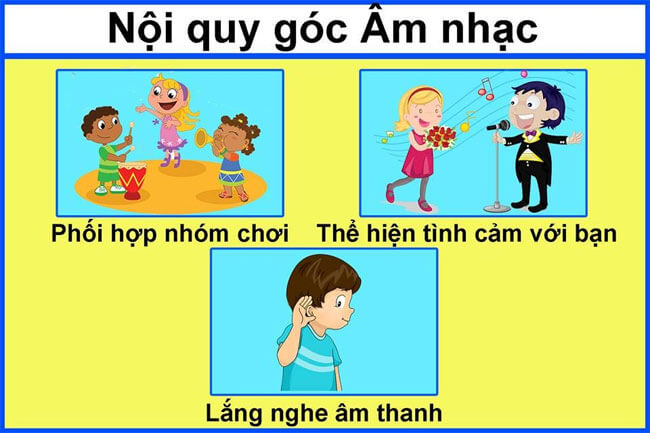 Nội quy góc Âm nhạc
Phối hợp nhóm chơi
Thể hiện tình cảm với bạn
Lắng nghe âm thanh